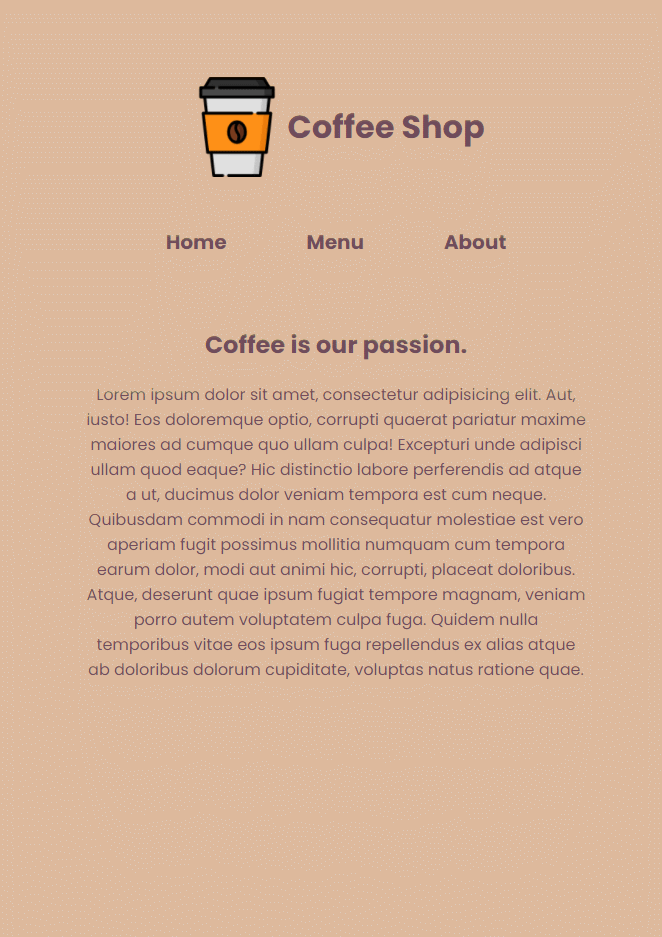 Coffee Shop
Home Menu About
Coffee is our passion.
Lorem ipsum dolor sit amet, consectetur adipisicing elit. Aut,
iusto! Eos doloremque optio, corrupti quaerat pariatur maxime
maiores ad cumque quo ullam culpa! Excepturi unde adipisci
ullam quod eaque? Hic distinctio labore perferendis ad atque
a ut, ducimus dolor veniam tempora est cum neque.
Quibusdam commodi in nam consequatur molestiae est vero
aperiam fugit possimus mollitia numquam cum tempora
earum dolor, modi aut animi hic, corrupti, placeat doloribus.
Atque, deserunt quae ipsum fugiat tempore magnam, veniam
porro autem voluptatem culpa fuga. Quidem nulla
temporibus vitae eos ipsum fuga repellendus ex alias atque
ab doloribus dolorum cupiditate, voluptas natus ratione quae.